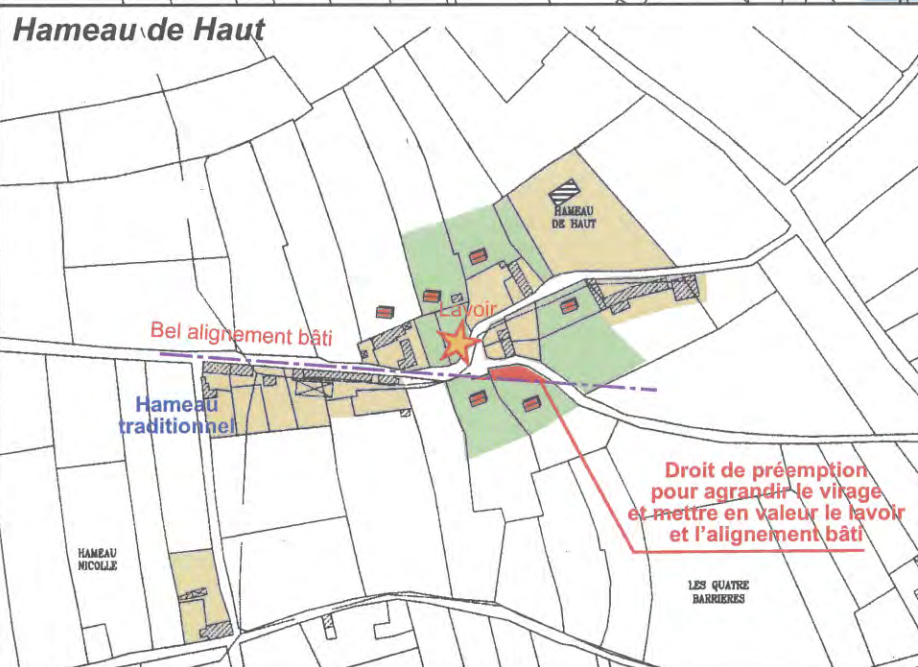 Hameau de Haut
HAMEAU
DE HAUT
Lavoir
Bel alignement bâti
Hameau
traditionnel
Droit de préemption
pour agrandir le virage
et mettre en valeur le lavoir
et l'alignement bâti
HAMEAU
NICOLLE
LES QUATRE
BARRIERES